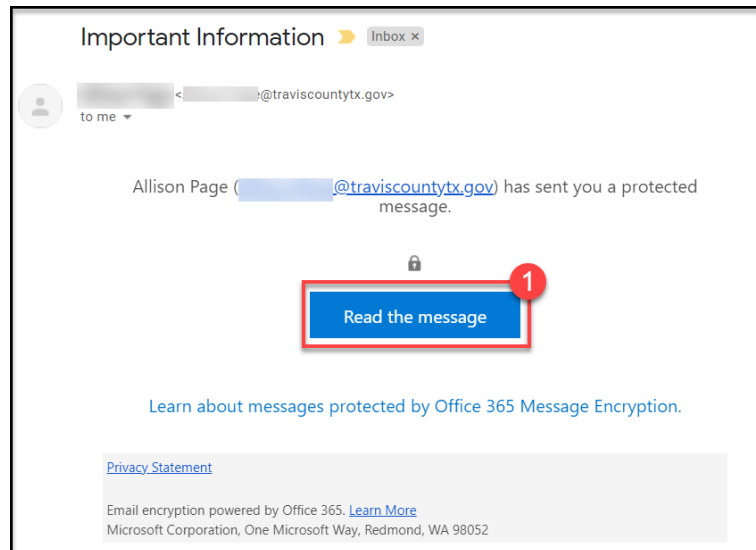 Important Information Inbox ×
< e@traviscountytx.gov>
to me
Allison Page ( @traviscountytx.gov) has sent you a protected
message.
1
Read the message
Learn about messages protected by Office 365 Message Encryption.
Privacy Statement
Email encryption powered by Office 365. Learn More
Microsoft Corporation, One Microsoft Way, Redmond, WA 98052